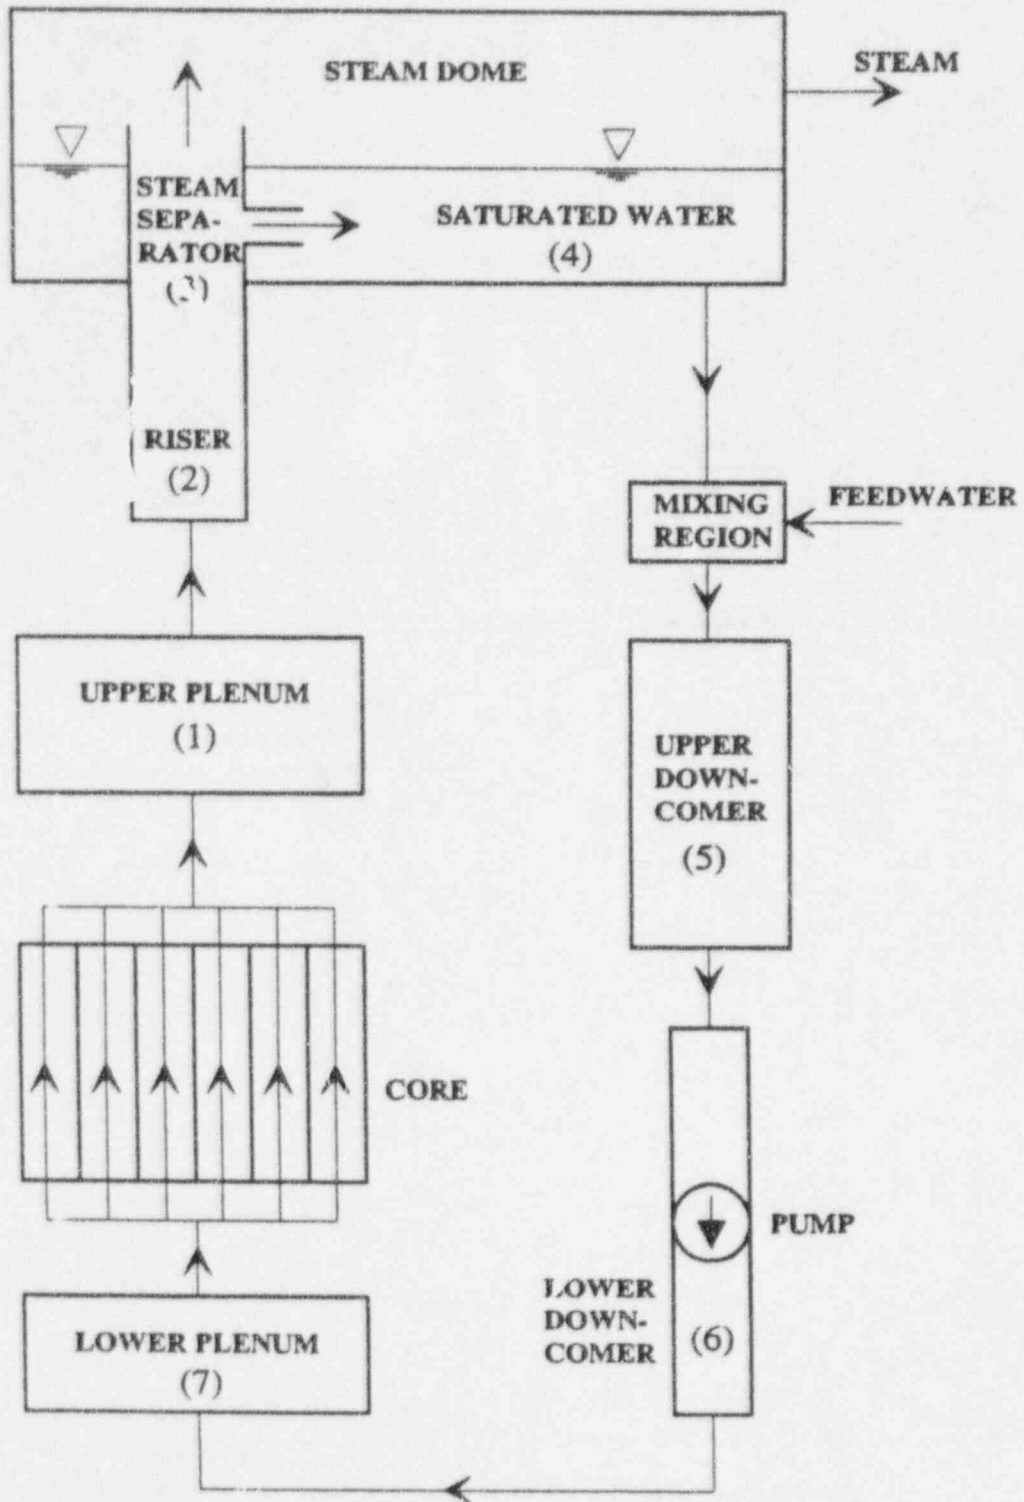 STEAM DOME
STEAM
STEAM
SEPA-
RATOR
(3)
SATURATED WATER
(4)
RISER
(2)
MIXING
REGION
FEEDWATER
UPPER PLENUM
(1)
UPPER
DOWN-
COMER
(5)
CORE
PUMP
LOWER
DOWN-
COMER
(6)
LOWER PLENUM
(7)